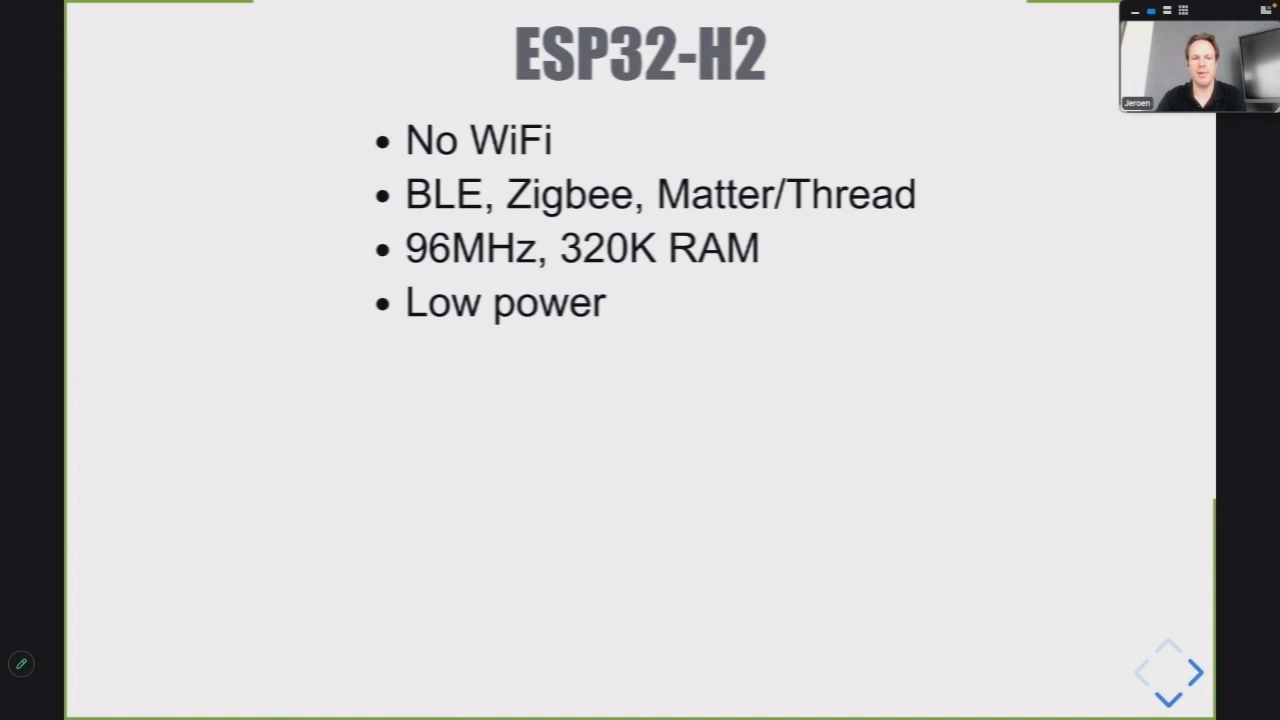 ESP32-H2
No WiFi
BLE, Zigbee, Matter/Thread
96MHz, 320K RAM
Low power
Jeroen